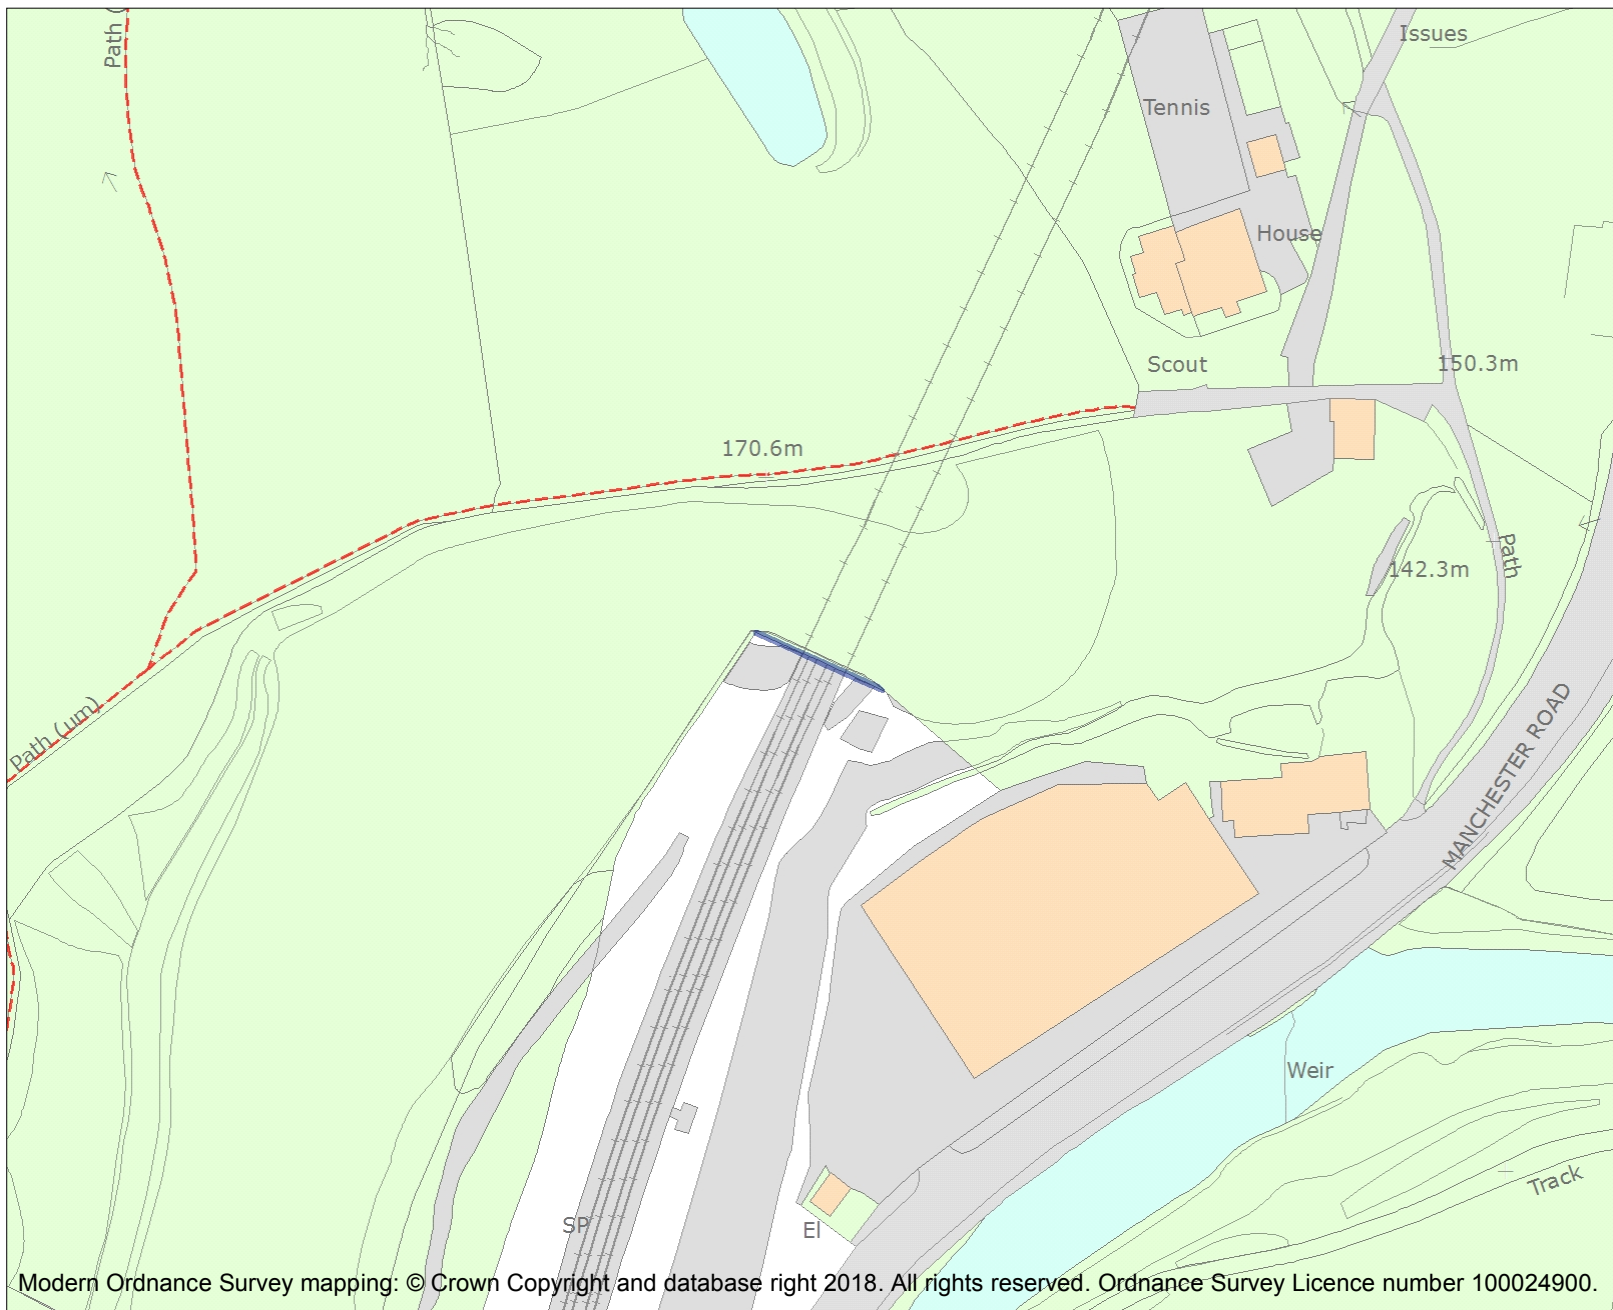 Path (
Issues
Tennis
House
Scout
150.3m
170.6m
Path
142.3m
Path (um)
MANCHESTER ROAD
Weir
Track
SP
El
Modern Ordnance Survey mapping: © Crown Copyright and database right 2018. All rights reserved. Ordnance Survey Licence number 100024900.